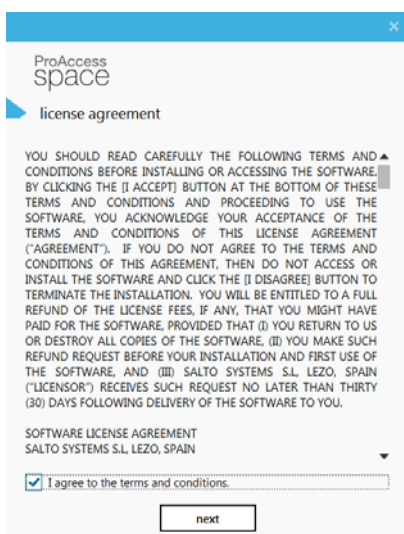 ProAccess
space
license agreement
YOU SHOULD READ CAREFULLY THE FOLLOWING TERMS AND
CONDITIONS BEFORE INSTALLING OR ACCESSING THE SOFTWARE.
BY CLICKING THE [I ACCEPT] BUTTON AT THE BOTTOM OF THESE
TERMS AND CONDITIONS AND PROCEEDING TO USE THE
SOFTWARE, YOU ACKNOWLEDGE YOUR ACCEPTANCE OF THE
TERMS AND CONDITIONS OF THIS LICENSE AGREEMENT
("AGREEMENT"). IF YOU DO NOT AGREE TO THE TERMS AND
CONDITIONS OF THIS AGREEMENT, THEN DO NOT ACCESS OR
INSTALL THE SOFTWARE AND CLICK THE [I DISAGREE] BUTTON TO
TERMINATE THE INSTALLATION. YOU WILL BE ENTITLED TO A FULL
REFUND OF THE LICENSE FEES, IF ANY, THAT YOU MIGHT HAVE
PAID FOR THE SOFTWARE, PROVIDED THAT (I) YOU RETURN TO US
OR DESTROY ALL COPIES OF THE SOFTWARE, (II) YOU MAKE SUCH
REFUND REQUEST BEFORE YOUR INSTALLATION AND FIRST USE OF
THE SOFTWARE, AND (III) SALTO SYSTEMS S.L, LEZO, SPAIN
("LICENSOR") RECEIVES SUCH REQUEST NO LATER THAN THIRTY
(30) DAYS FOLLOWING DELIVERY OF THE SOFTWARE TO YOU.
SOFTWARE LICENSE AGREEMENT
SALTO SYSTEMS S.L, LEZO, SPAIN
I agree to the terms and conditions.
next